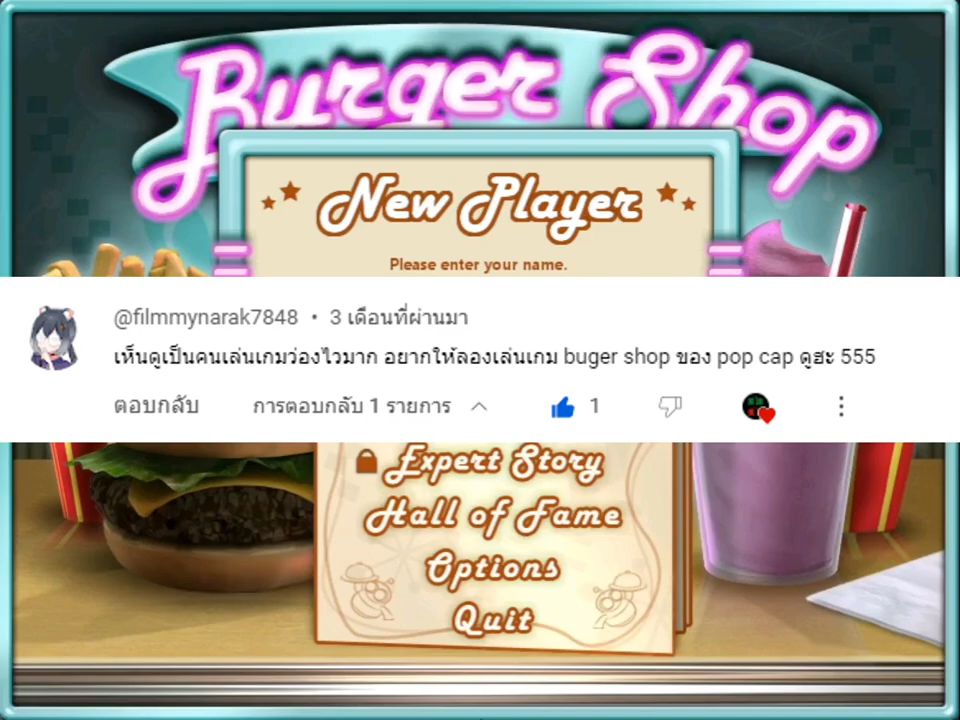 Burger Shop
New Player
Please enter your name.
@filmmynarak7848 • 3 เดือนที่ผ่านมา
เห็นดูเป็นคนเล่นเกมว่องไวมาก อยากให้ลองเล่นเกม buger shop ของ pop cap ดูฮะ 555
ตอบกลับ การตอบกลับ 1 รายการ 1
Expert Story
Hall of Fame
Options
Quit